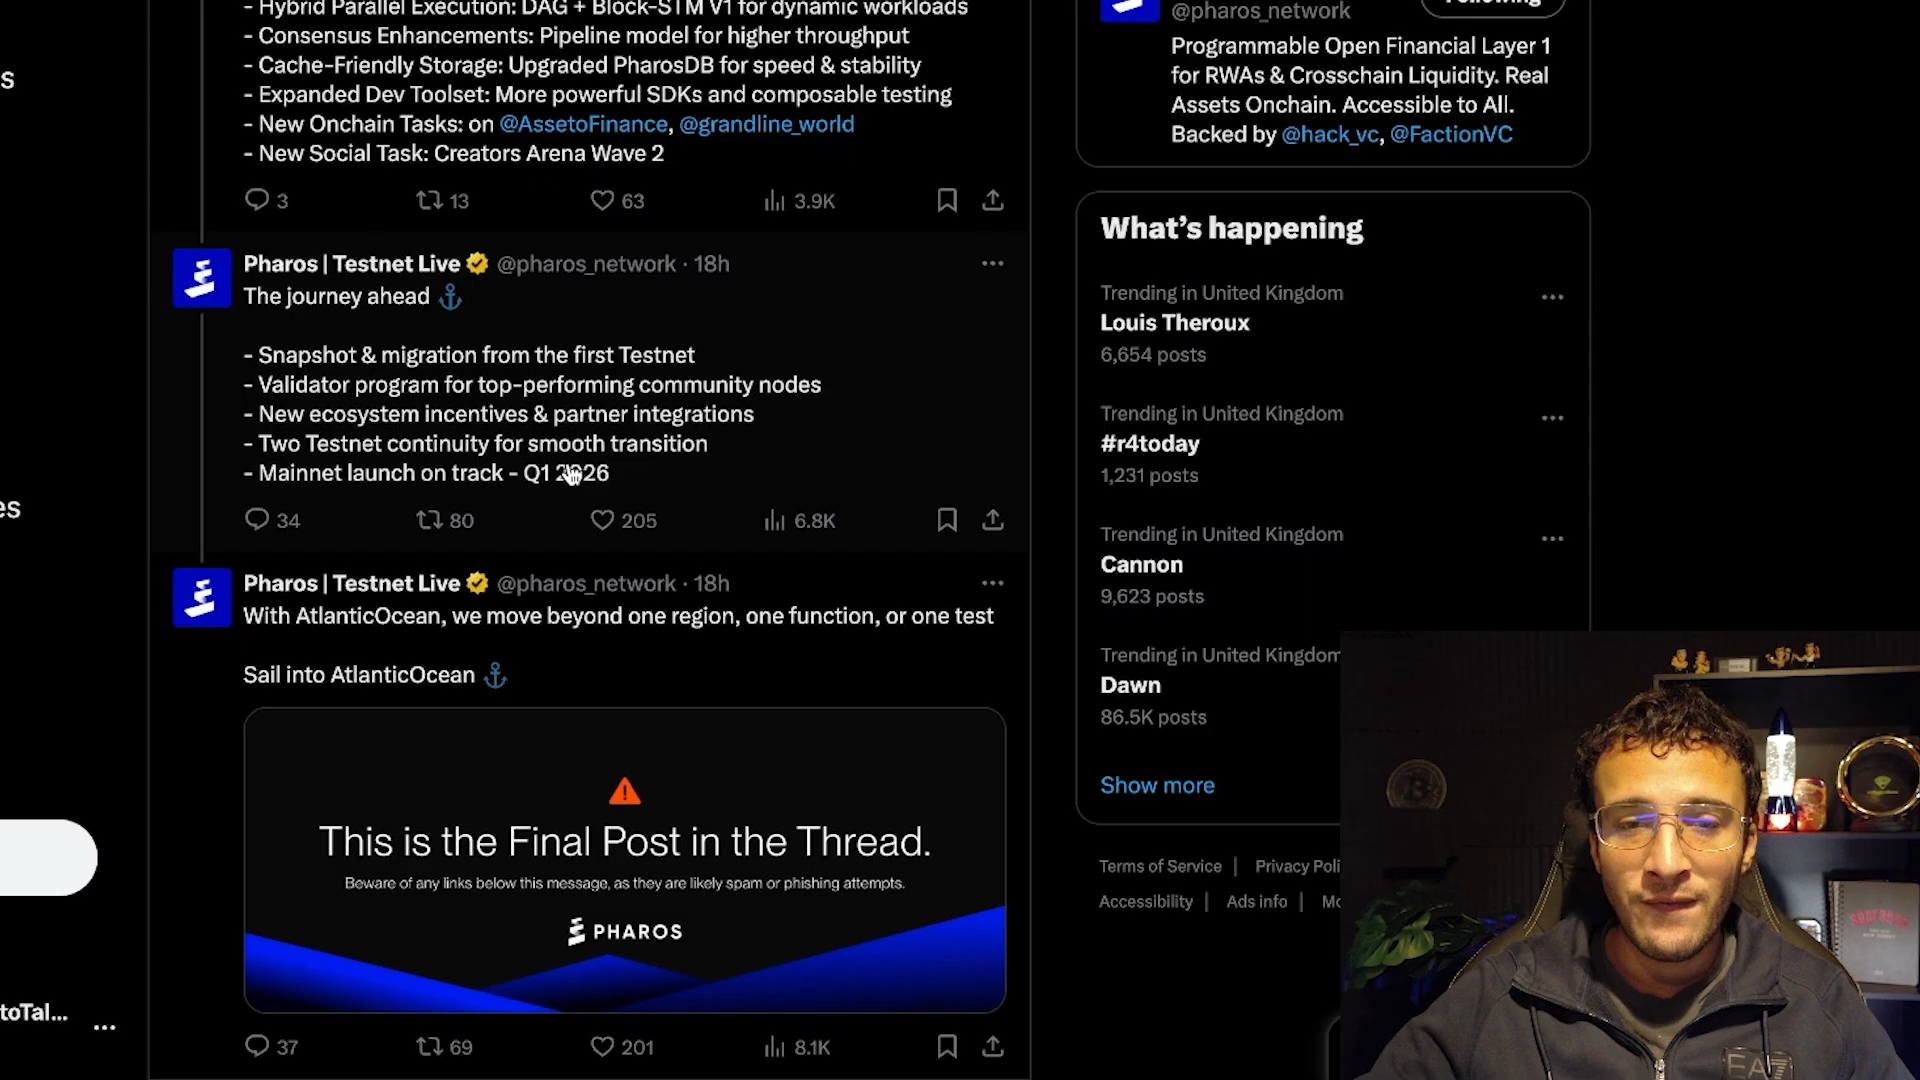 - Hybrid Parallel Execution: DAG + Block-STM V1 for dynamic workloads
- Consensus Enhancements: Pipeline model for higher throughput
- Cache-Friendly Storage: Upgraded PharosDB for speed & stability
- Expanded Dev Toolset: More powerful SDKs and composable testing
- New Onchain Tasks: on @AssetoFinance, @grandline_world
- New Social Task: Creators Arena Wave 2
3 13 63 3.9K
Pharos | Testnet Live @pharos_network · 18h
The journey ahead
- Snapshot & migration from the first Testnet
- Validator program for top-performing community nodes
- New ecosystem incentives & partner integrations
- Two Testnet continuity for smooth transition
- Mainnet launch on track - Q1 2026
34 80 205 6.8K
Pharos | Testnet Live @pharos_network · 18h
With AtlanticOcean, we move beyond one region, one function, or one test
Sail into AtlanticOcean
This is the Final Post in the Thread.
Beware of any links below this message, as they are likely spam or phishing attempts.
PHAROS
37 69 201 8.1K
@pharos_network
Following
Programmable Open Financial Layer 1
for RWAs & Crosschain Liquidity. Real
Assets Onchain. Accessible to All.
Backed by @hack_vc, @FactionVC
What's happening
Trending in United Kingdom
Louis Theroux
6,654 posts
Trending in United Kingdom
#r4today
1,231 posts
Trending in United Kingdom
Cannon
9,623 posts
Trending in United Kingdom
Dawn
86.5K posts
Show more
Terms of Service | Privacy Poli
Accessibility | Ads info | Mo
s
es
toTal...
EA7